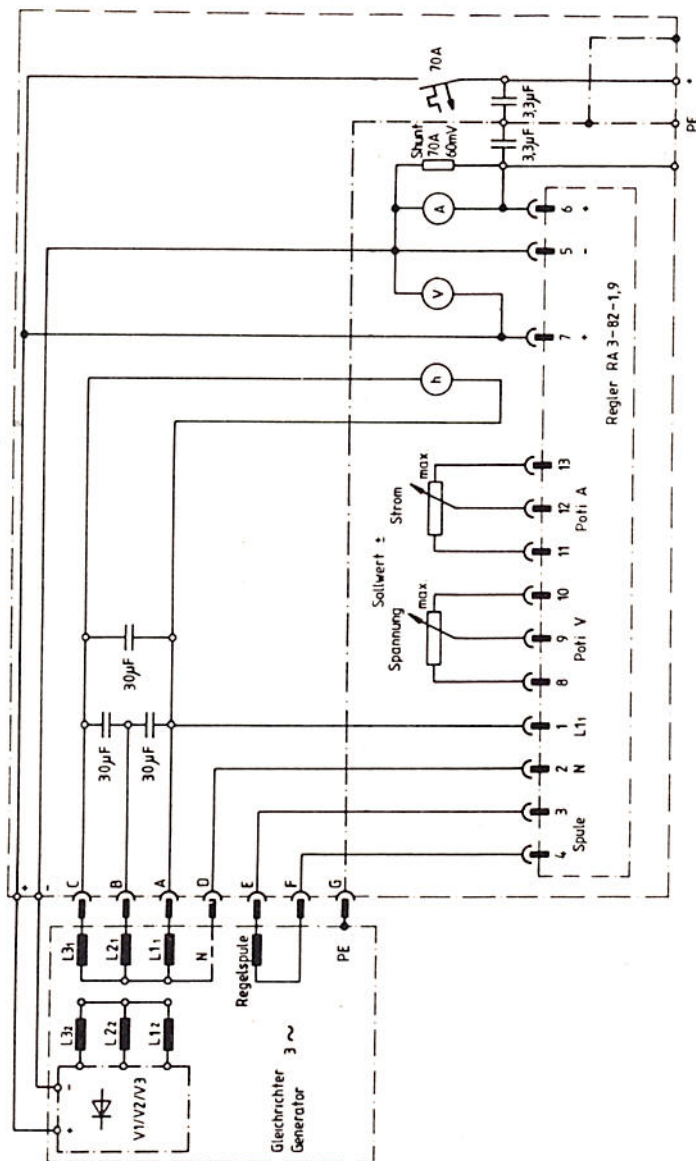 +
-
C
B
A
D
E
F
G
L3₂
L2₂
L1₂
L3₁
L2₁
L1₁
N
Regelspule
PE
+
-
V1/V2/V3
Gleichrichter
Generator
3 ~
30µF
30µF
30µF
h
V
A
Shunt
70A
60mV
70A
3,3µF
3,3µF
PE
+
Sollwert ±
Spannung
max
Strom
max
4
3
2
1
8
9
10
11
12
13
7
5
6
Spule
N
L1₁
Poti V
Poti A
+
-
+
Regler RA 3-82-1,9